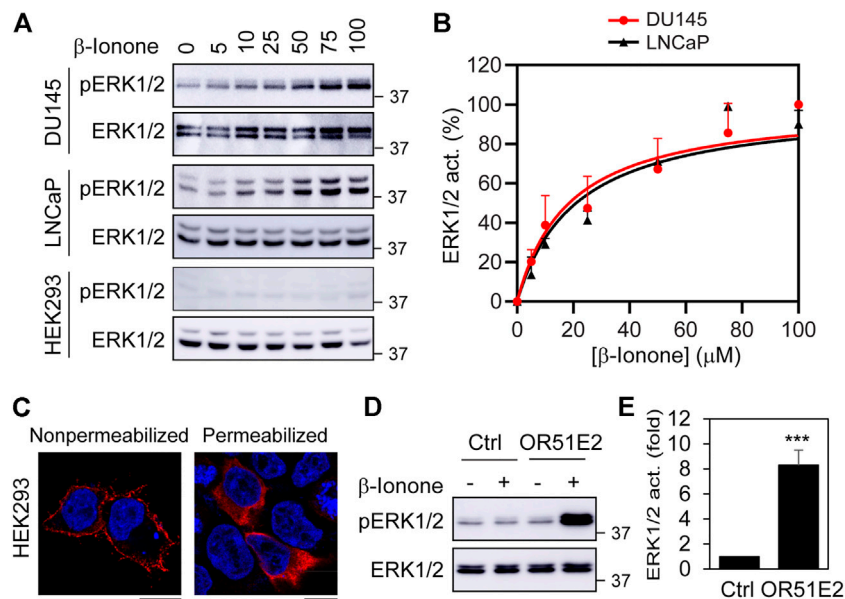 A
β-Ionone
0 5 10 25 50 75 100
DU145
pERK1/2
37
ERK1/2
37
LNCaP
pERK1/2
37
ERK1/2
37
HEK293
pERK1/2
37
ERK1/2
37
B
DU145
LNCaP
ERK1/2 act. (%)
120
100
80
60
40
20
0
0 20 40 60 80 100
[β-Ionone] (μM)
C
Nonpermeabilized Permeabilized
HEK293
D
Ctrl OR51E2
β-Ionone - + - +
pERK1/2
37
ERK1/2
37
E
ERK1/2 act. (fold)
12
10
8
6
4
2
0
***
Ctrl OR51E2